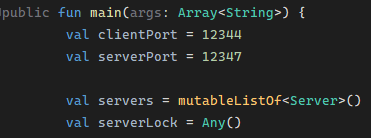 public fun main(args: Array<String>) {
val clientPort = 12344
val serverPort = 12347
val servers = mutableListOf<Server>()
val serverLock = Any()